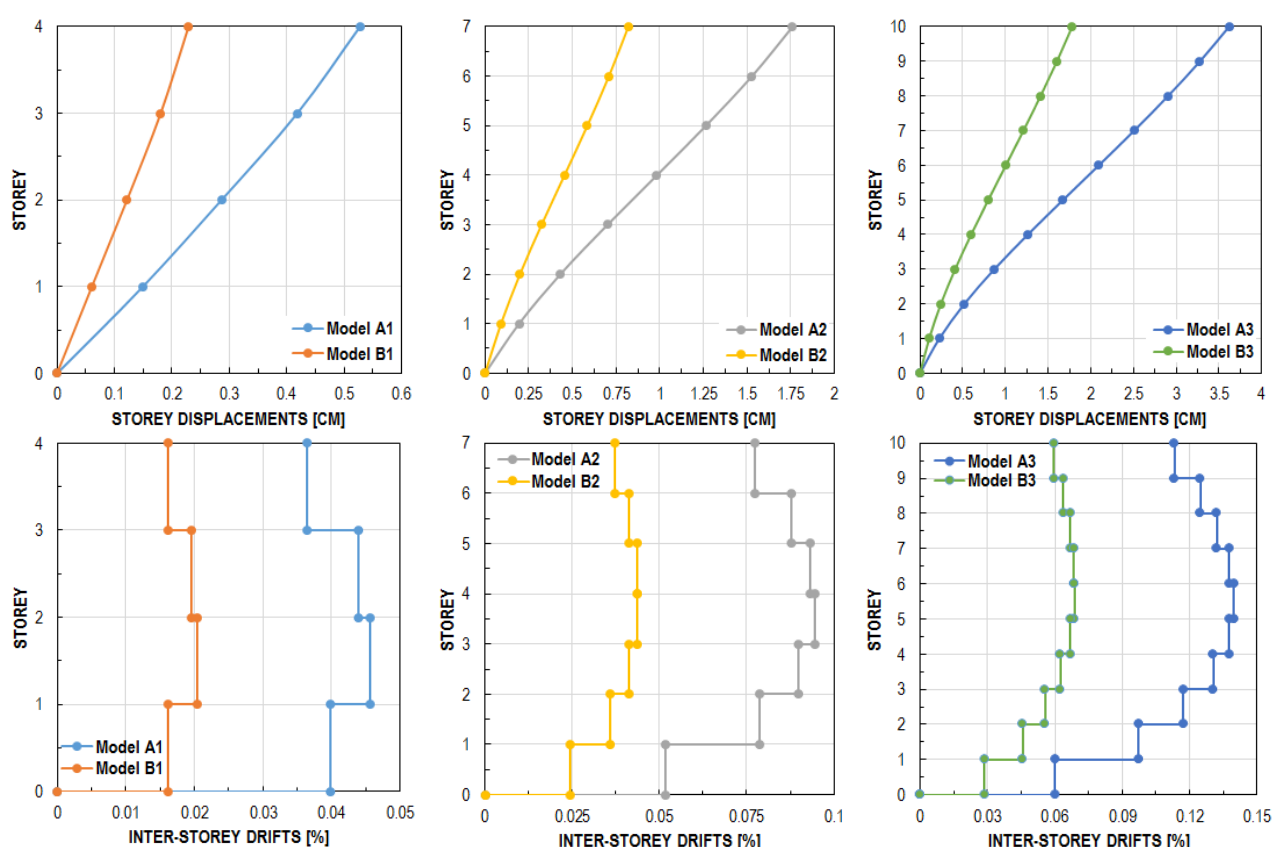 4
3
2
1
0
STOREY
Model A1
Model B1
0 0.1 0.2 0.3 0.4 0.5 0.6
STOREY DISPLACEMENTS [CM]
7
6
5
4
3
2
1
0
STOREY
Model A2
Model B2
0 0.25 0.5 0.75 1 1.25 1.5 1.75 2
STOREY DISPLACEMENTS [CM]
10
9
8
7
6
5
4
3
2
1
0
STOREY
Model A3
Model B3
0 0.5 1 1.5 2 2.5 3 3.5 4
STOREY DISPLACEMENTS [CM]
4
3
2
1
0
STOREY
Model A1
Model B1
0 0.01 0.02 0.03 0.04 0.05
INTER-STOREY DRIFTS [%]
7
6
5
4
3
2
1
0
STOREY
Model A2
Model B2
0 0.025 0.05 0.075 0.1
INTER-STOREY DRIFTS [%]
10
9
8
7
6
5
4
3
2
1
0
STOREY
Model A3
Model B3
0 0.03 0.06 0.09 0.12 0.15
INTER-STOREY DRIFTS [%]